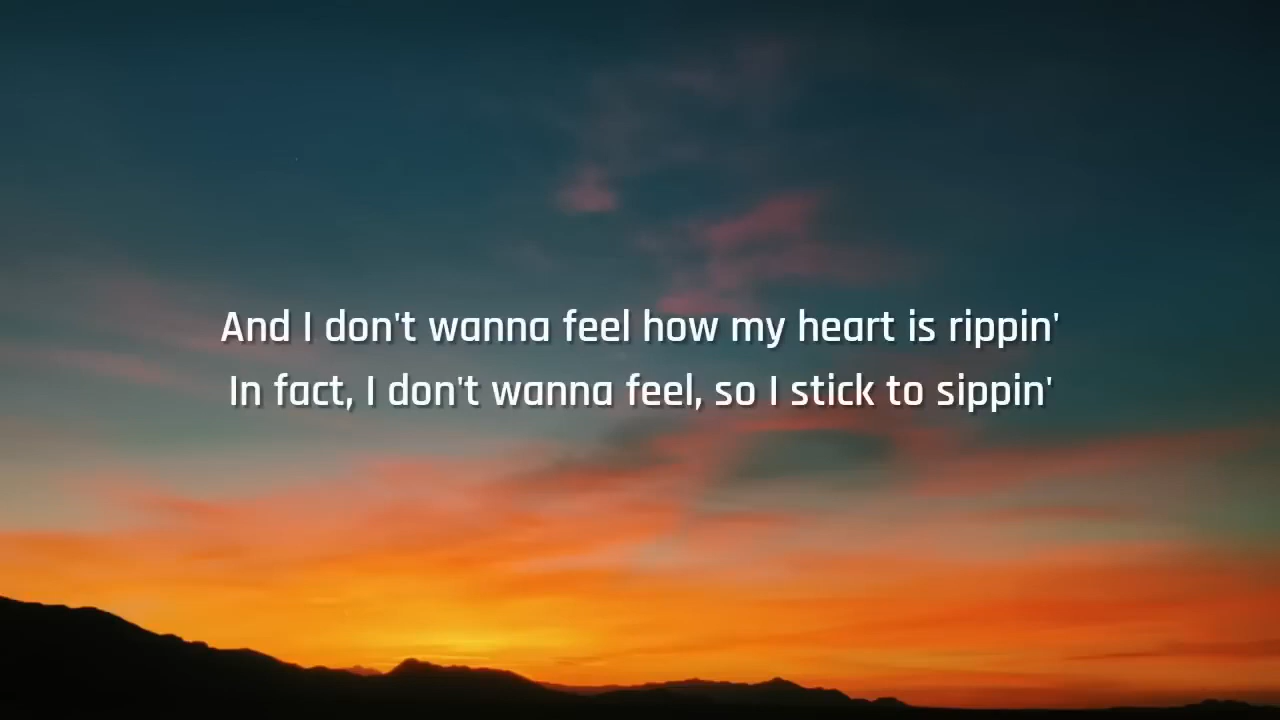 And I don't wanna feel how my heart is rippin'
In fact, I don't wanna feel, so I stick to sippin'